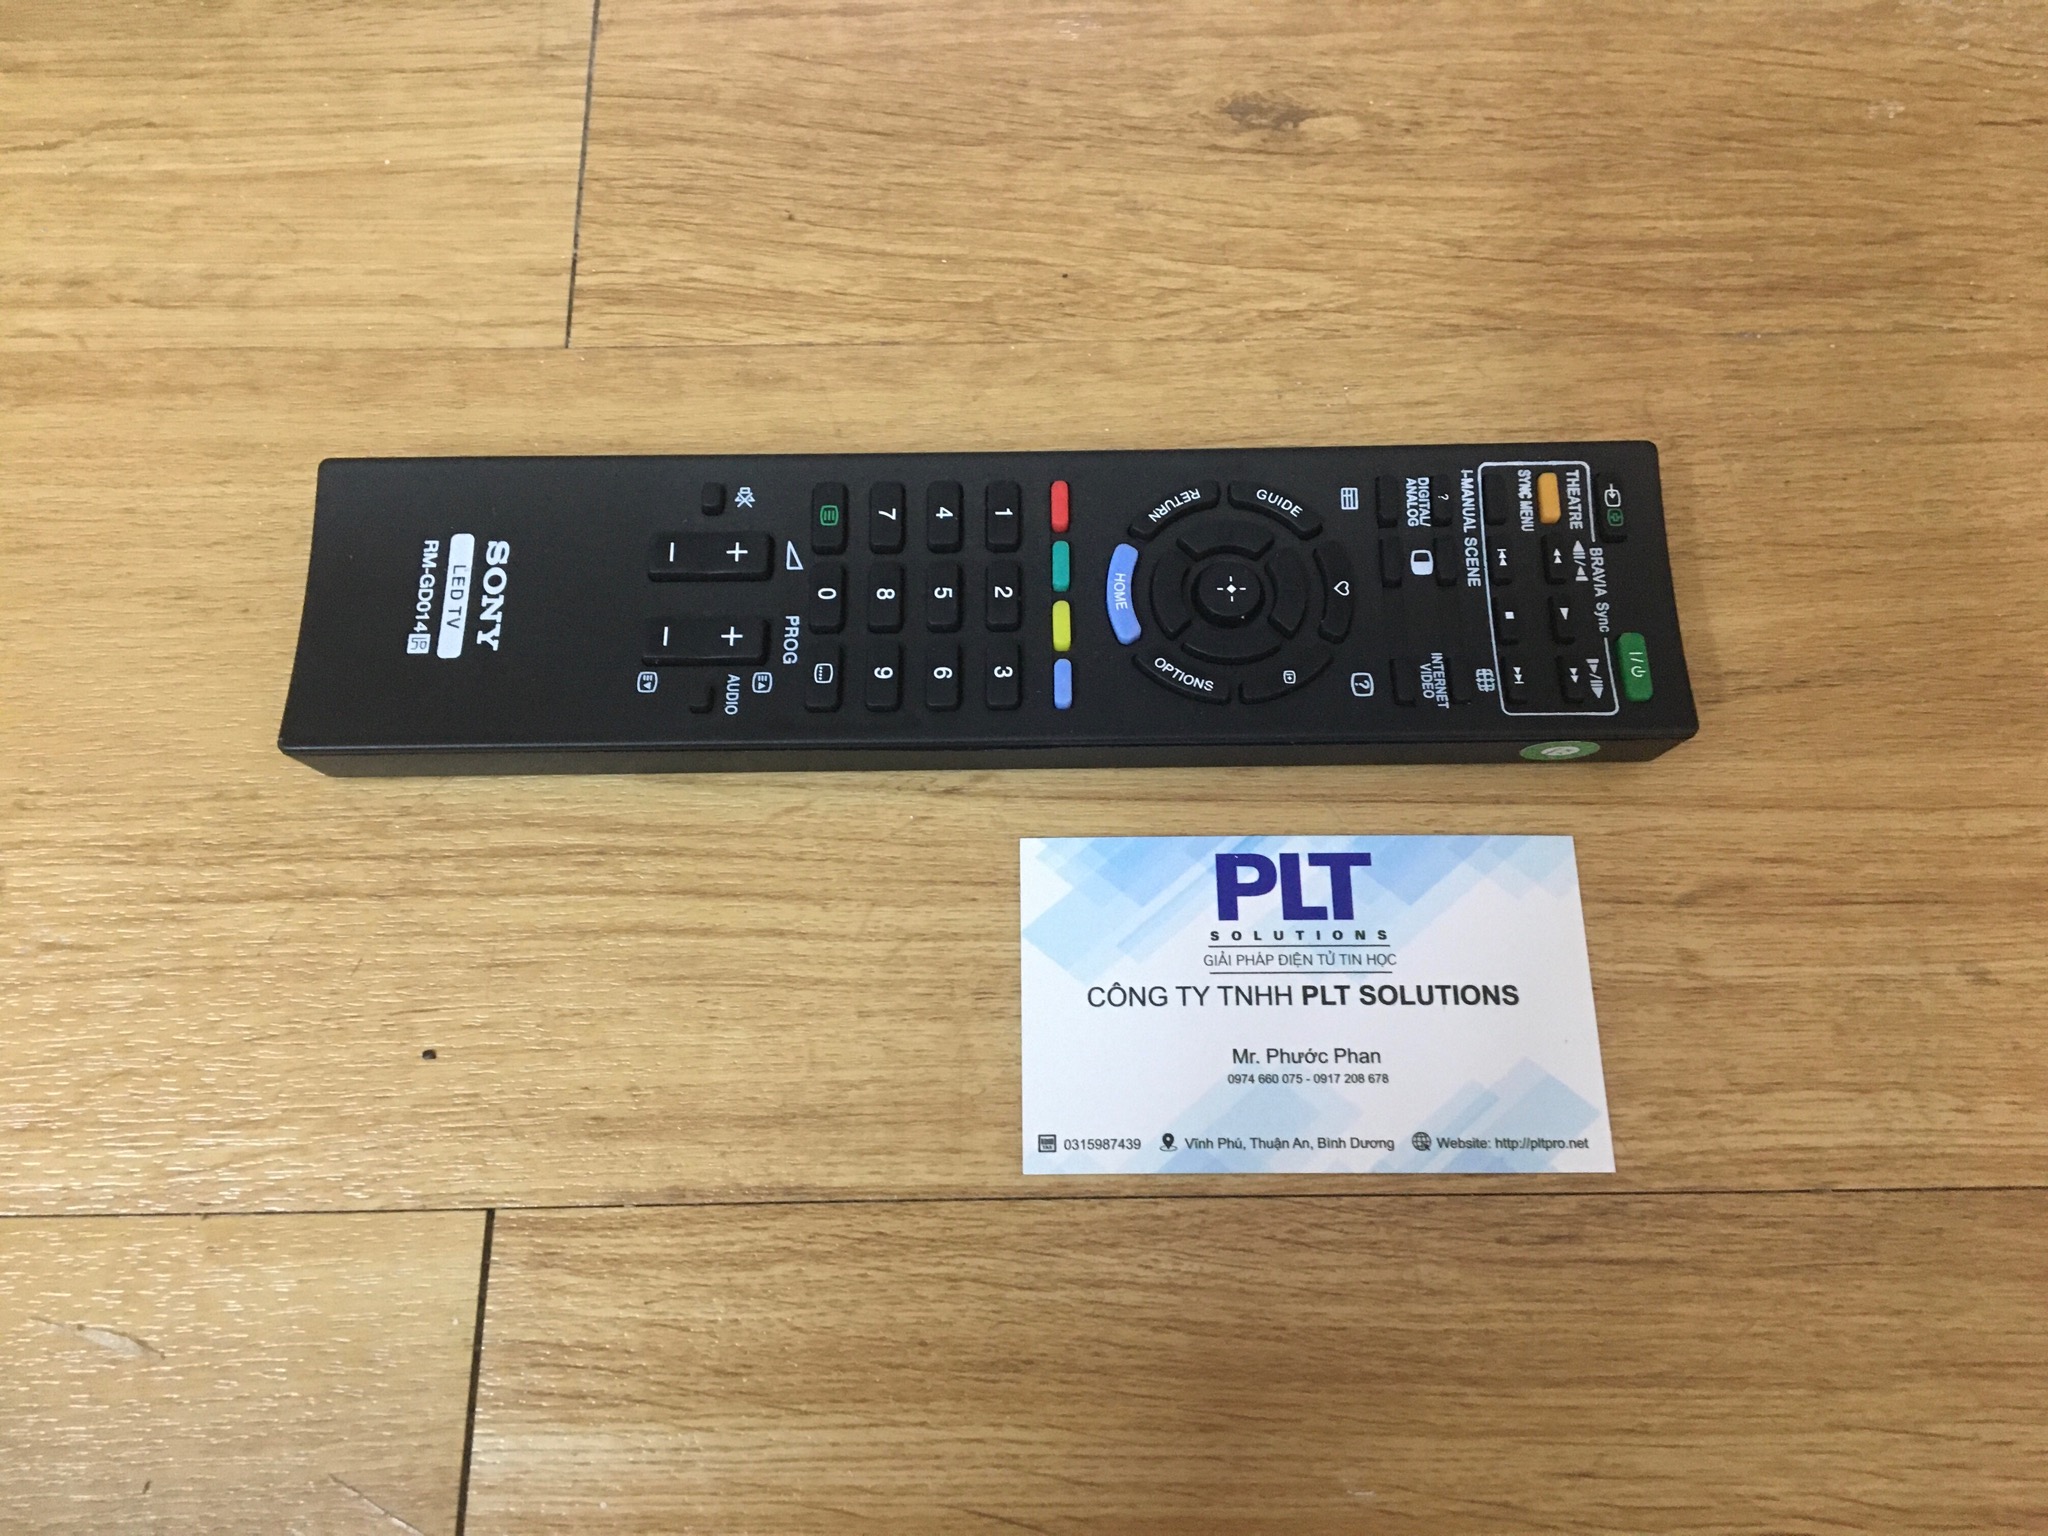 THEATRE
BRAVIA Sync
SYNC MENU
I-MANUAL SCENE
?
DIGITAL/
ANALOG
INTERNET
VIDEO
GUIDE
RETURN
HOME
OPTIONS
1 2 3
4 5 6
7 8 9
0
PROG
+ +
- -
AUDIO
SONY
LED TV
RM-GD014
PLT
SOLUTIONS
GIẢI PHÁP ĐIỆN TỬ TIN HỌC
CÔNG TY TNHH PLT SOLUTIONS
Mr. Phước Phan
0974 660 075 - 0917 208 678
0315987439 Vĩnh Phú, Thuận An, Bình Dương Website: http://pltpro.net